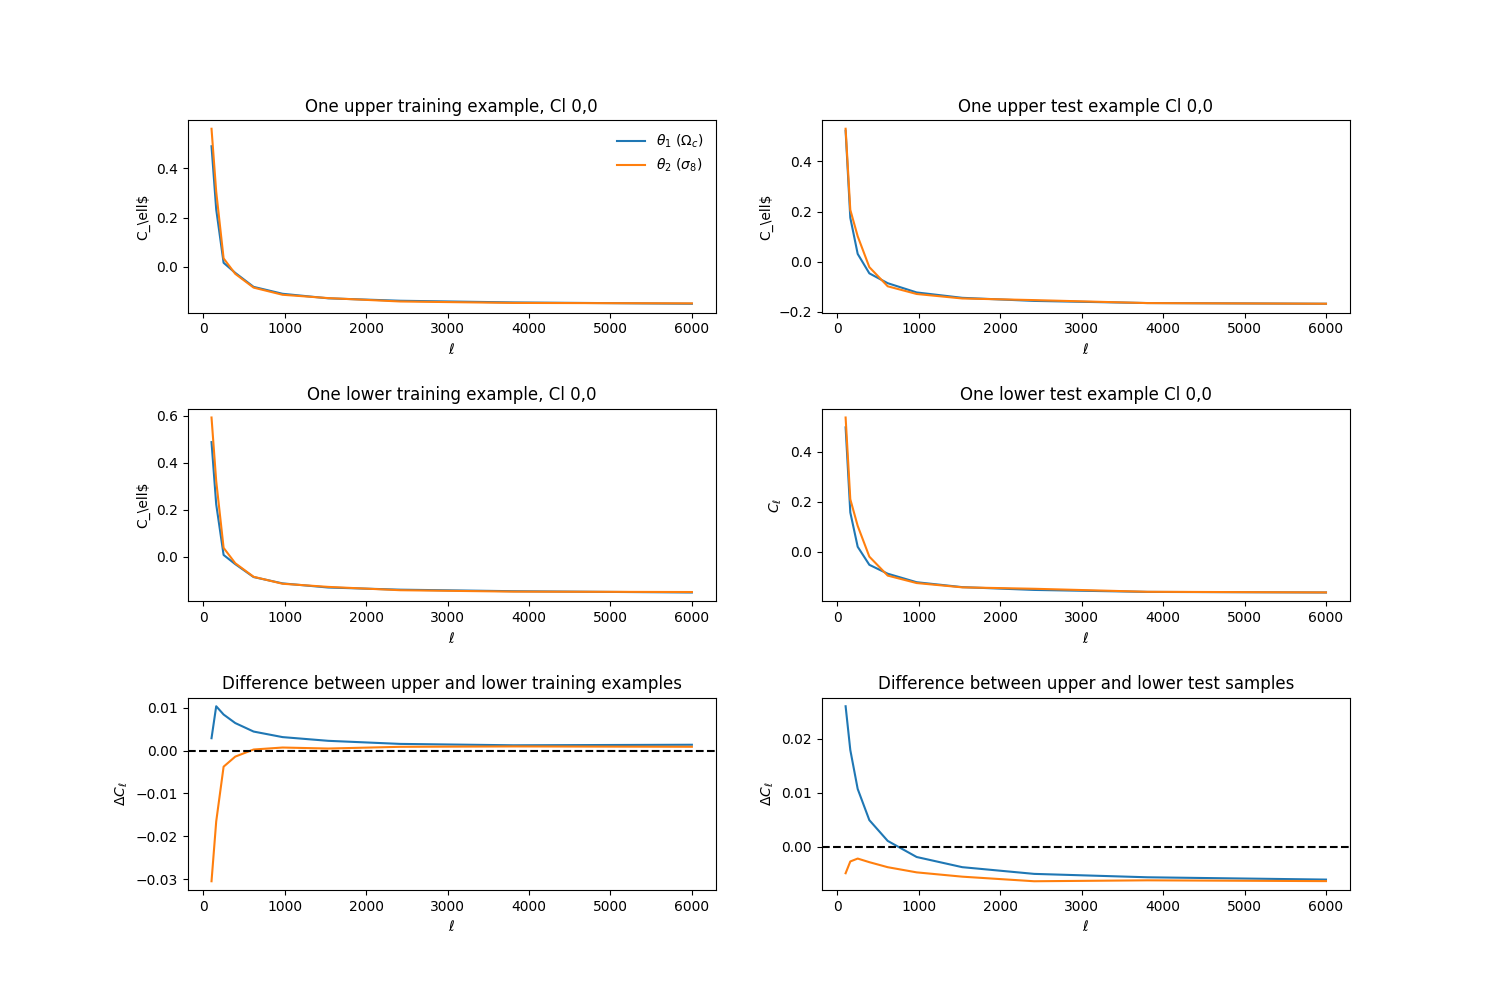 One upper training example, Cl 0,0
C_\ell$
0.4
0.2
0.0
θ₁ (Ω_c)
θ₂ (σ₈)
0 1000 2000 3000 4000 5000 6000
ℓ
One upper test example Cl 0,0
C_\ell$
0.4
0.2
0.0
−0.2
0 1000 2000 3000 4000 5000 6000
ℓ
One lower training example, Cl 0,0
C_\ell$
0.6
0.4
0.2
0.0
0 1000 2000 3000 4000 5000 6000
ℓ
One lower test example Cl 0,0
C_ℓ
0.4
0.2
0.0
0 1000 2000 3000 4000 5000 6000
ℓ
Difference between upper and lower training examples
ΔC_ℓ
0.01
0.00
−0.01
−0.02
−0.03
0 1000 2000 3000 4000 5000 6000
ℓ
Difference between upper and lower test samples
ΔC_ℓ
0.02
0.01
0.00
0 1000 2000 3000 4000 5000 6000
ℓ